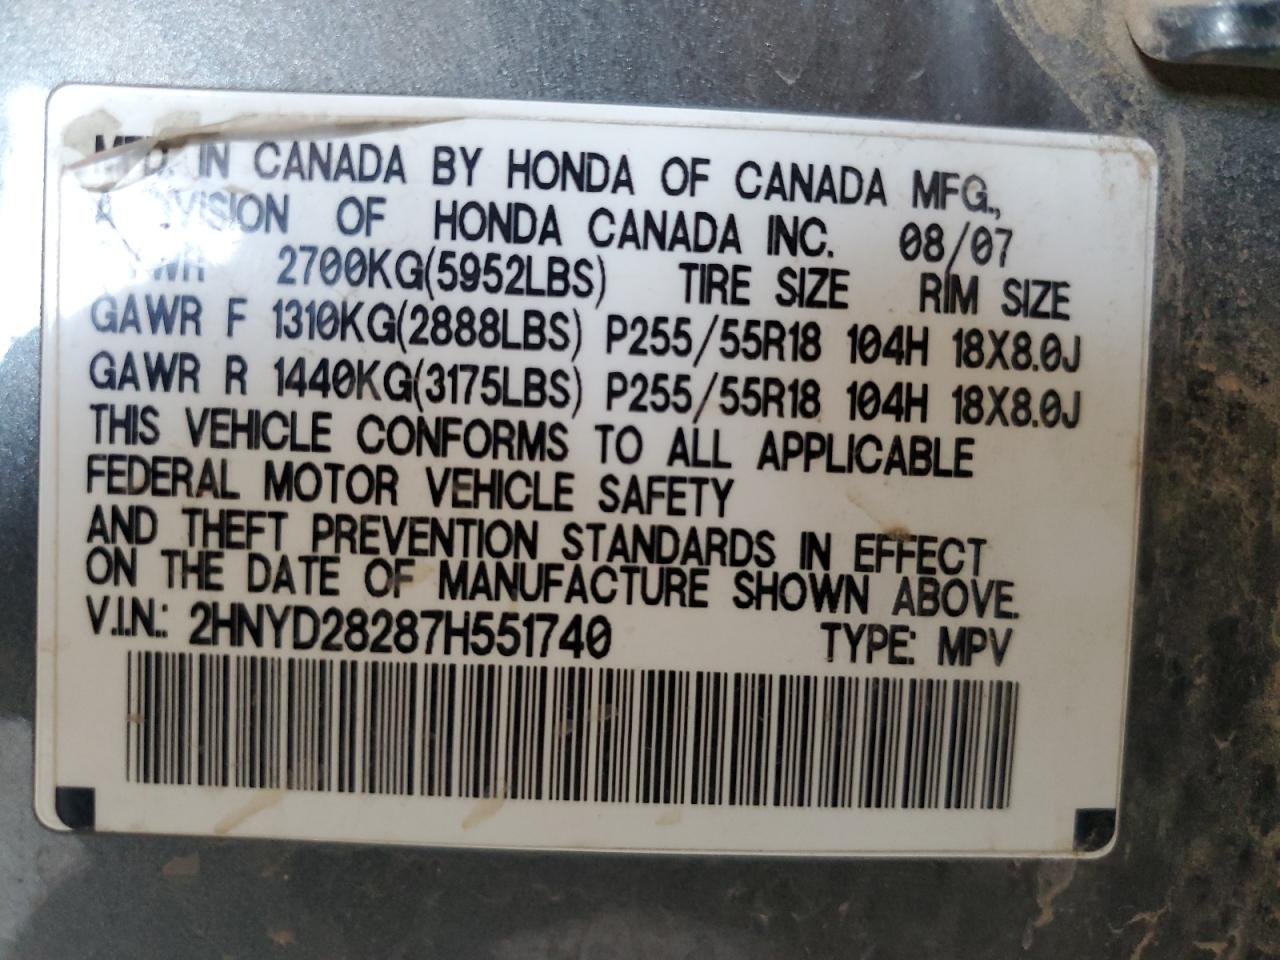 MFD. IN CANADA BY HONDA OF CANADA MFG.,
A DIVISION OF HONDA CANADA INC. 08/07
2700KG(5952LBS) TIRE SIZE RIM SIZE
GAWR F 1310KG(2888LBS) P255/55R18 104H 18X8.0J
GAWR R 1440KG(3175LBS) P255/55R18 104H 18X8.0J
THIS VEHICLE CONFORMS TO ALL APPLICABLE
FEDERAL MOTOR VEHICLE SAFETY
AND THEFT PREVENTION STANDARDS IN EFFECT
ON THE DATE OF MANUFACTURE SHOWN ABOVE.
V.I.N.: 2HNYD28287H551740 TYPE: MPV